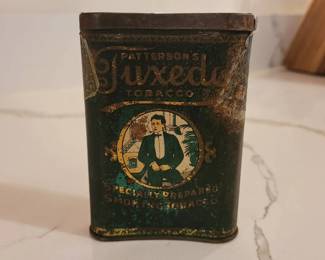 PATTERSON'S
Tuxedo
TOBACCO
SPECIALLY PREPARED
SMOKING TOBACCO